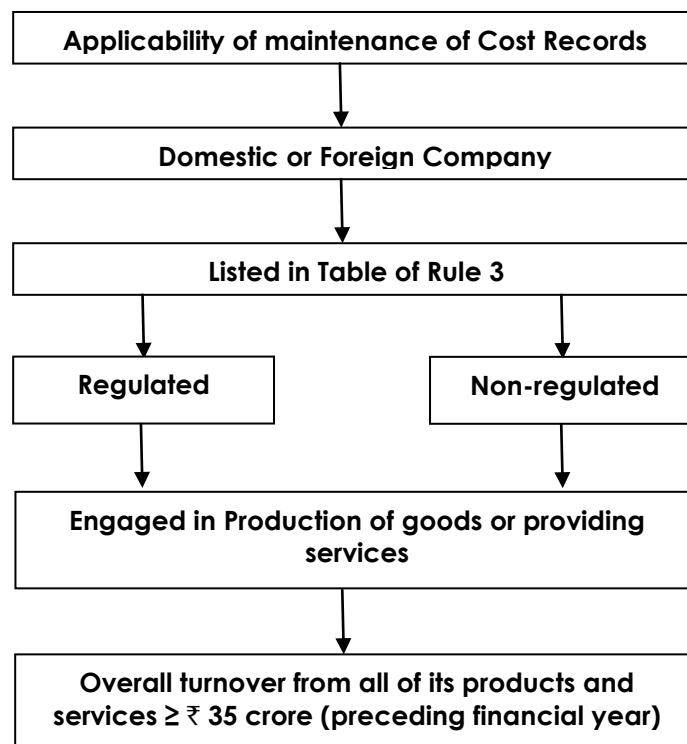 Applicability of maintenance of Cost Records
Domestic or Foreign Company
Listed in Table of Rule 3
Regulated
Non-regulated
Engaged in Production of goods or providing
services
Overall turnover from all of its products and
services ≥ ₹ 35 crore (preceding financial year)